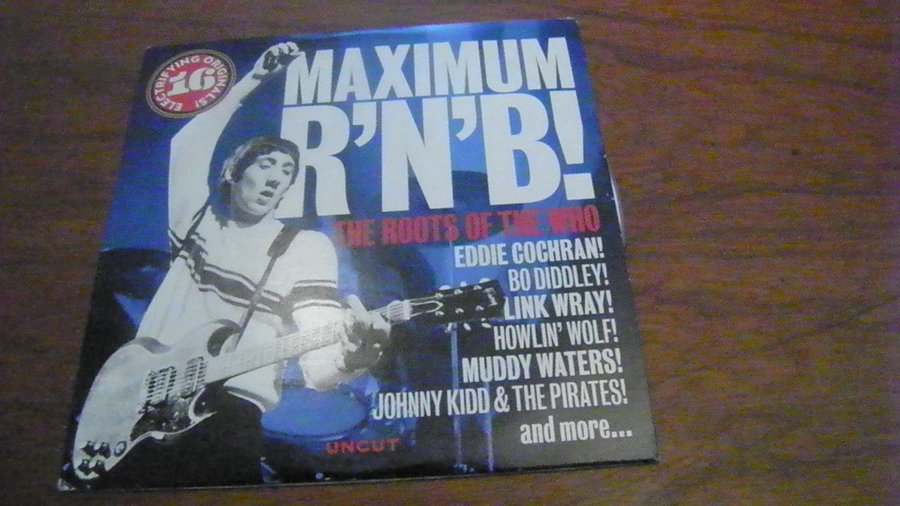 ELECTRIFYING ORIGINALS!
16
MAXIMUM
R'N'B!
THE ROOTS OF THE WHO
EDDIE COCHRAN!
BO DIDDLEY!
LINK WRAY!
HOWLIN' WOLF!
MUDDY WATERS!
JOHNNY KIDD & THE PIRATES!
and more...
UNCUT